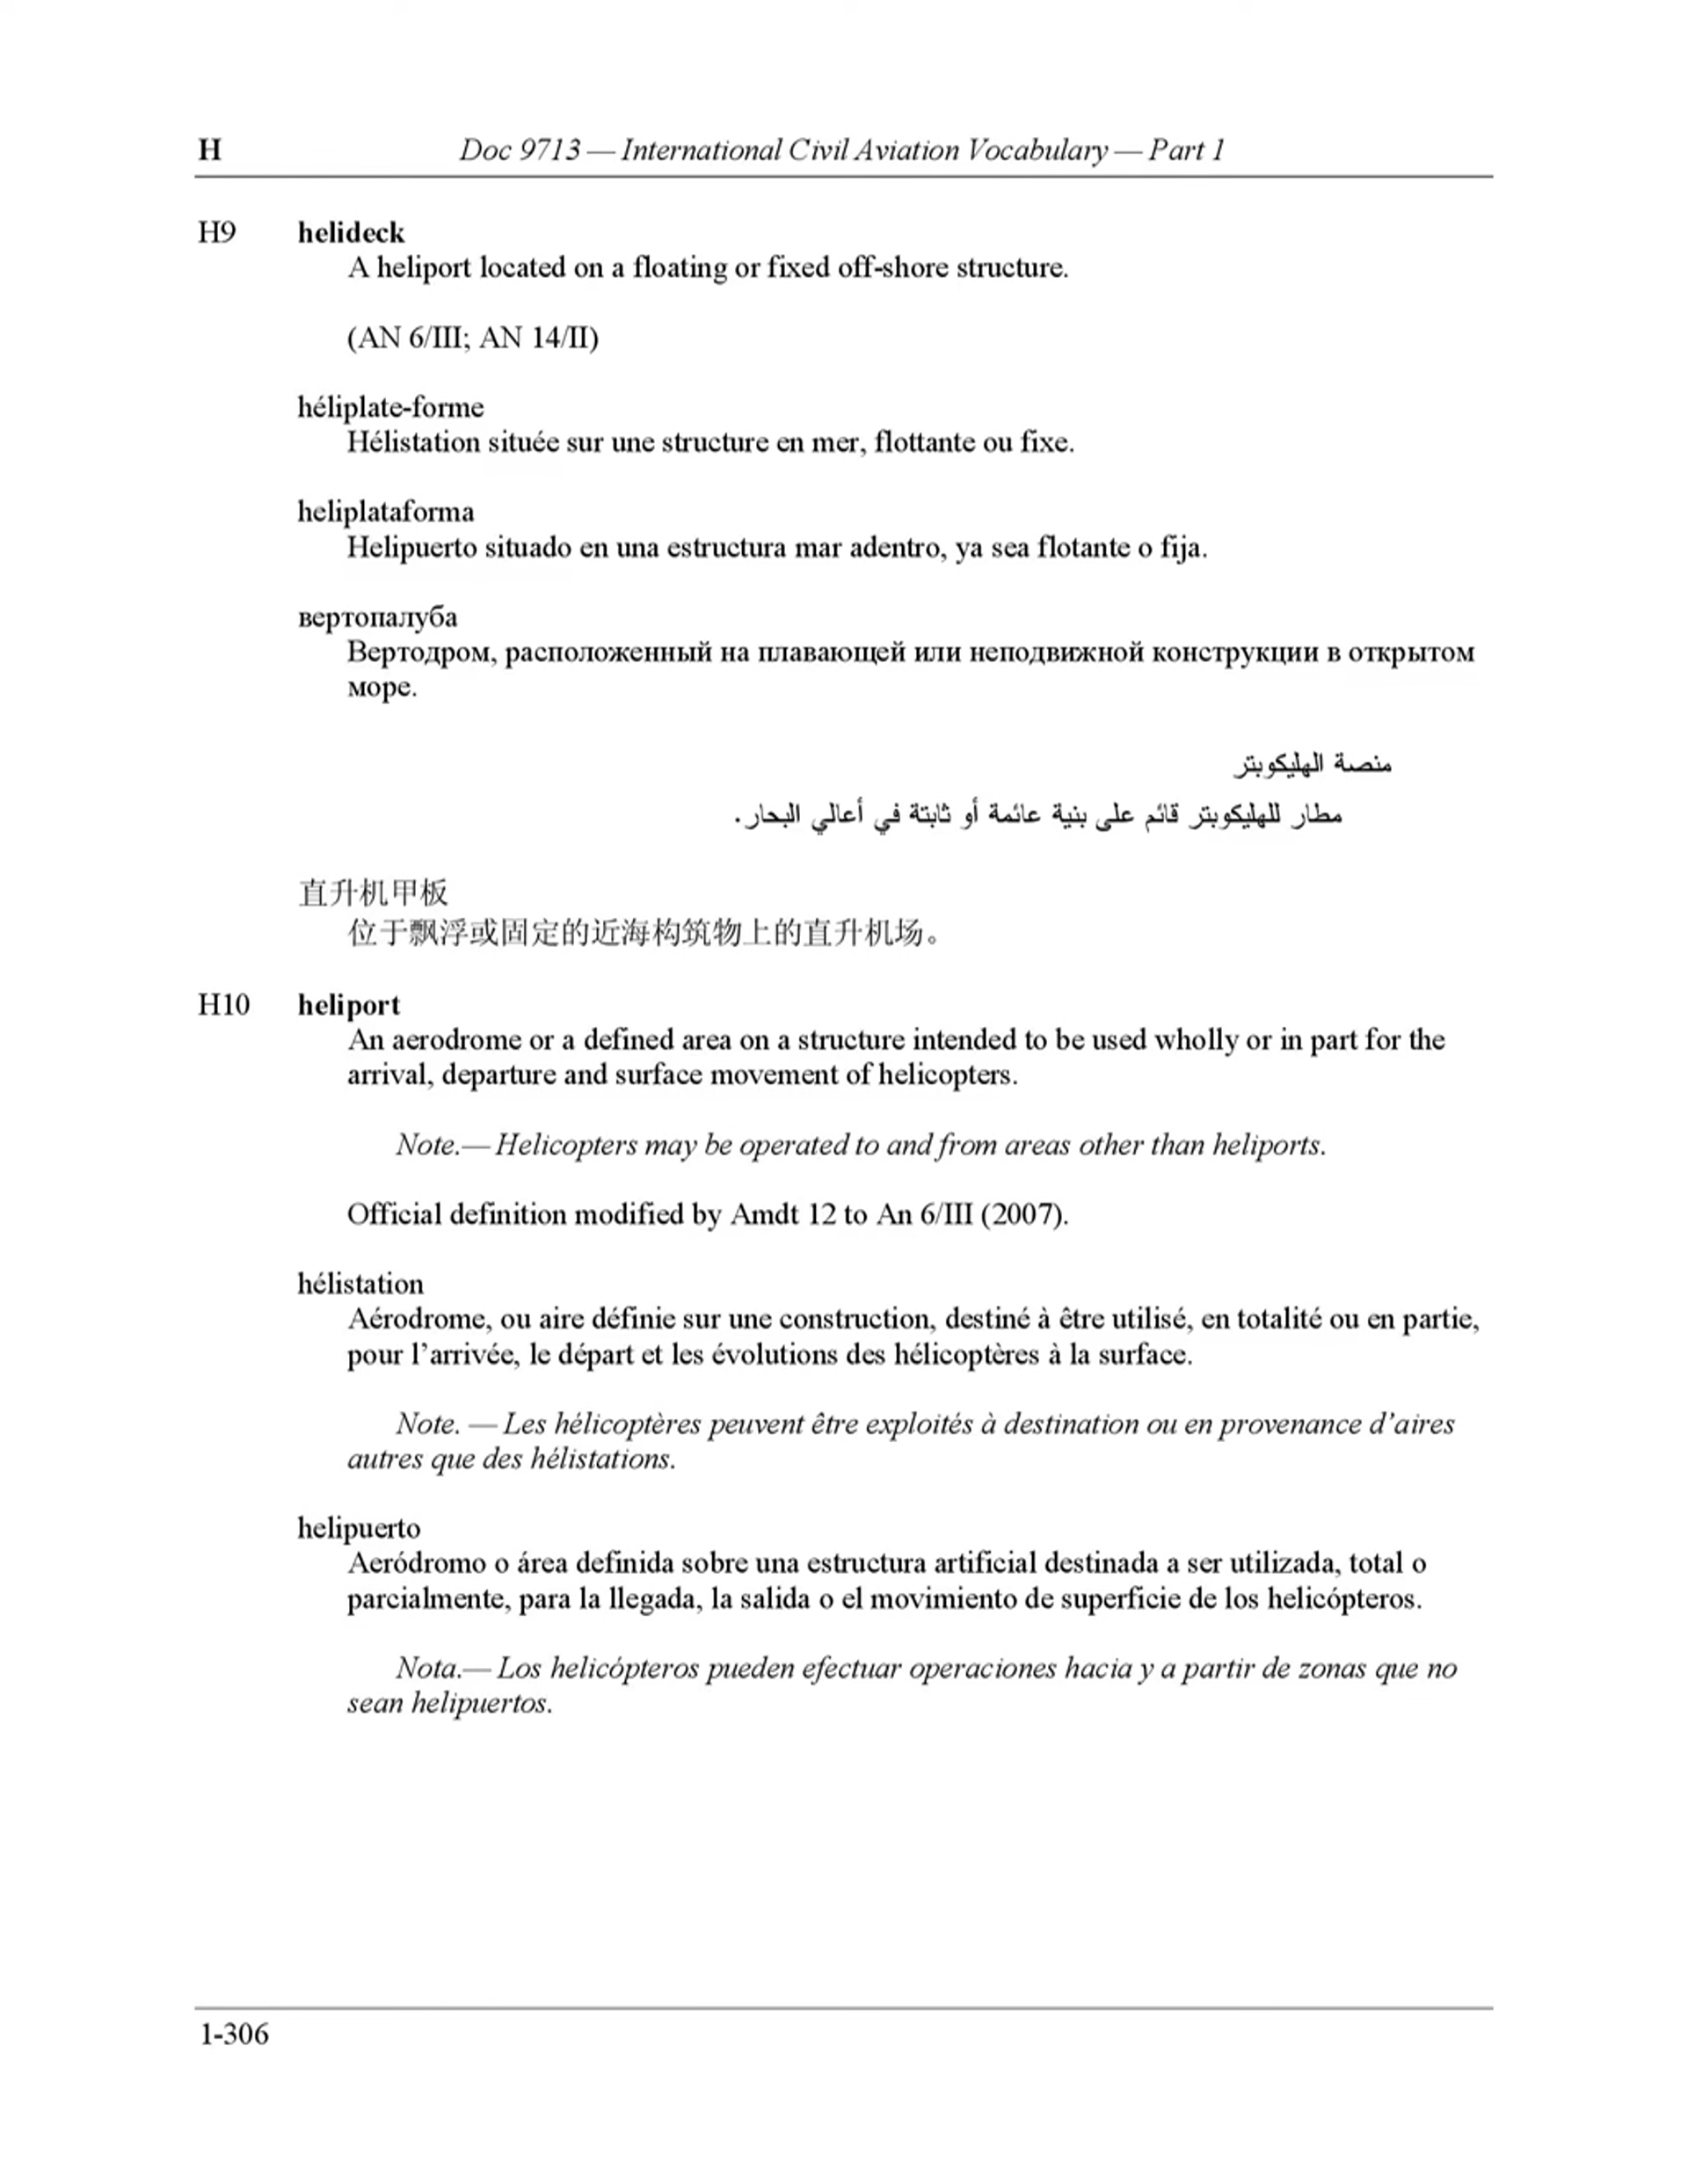 H Doc 9713 — International Civil Aviation Vocabulary — Part 1
H9 helideck
A heliport located on a floating or fixed off-shore structure.
(AN 6/III; AN 14/II)
héliplate-forme
Hélistation située sur une structure en mer, flottante ou fixe.
heliplataforma
Helipuerto situado en una estructura mar adentro, ya sea flotante o fija.
вертопалуба
Вертодром, расположенный на плавающей или неподвижной конструкции в открытом
море.
منصة الهليكوبتر
مطار للهليكوبتر قائم على بنية عائمة أو ثابتة في أعالي البحار.
直升机甲板
位于飘浮或固定的近海构筑物上的直升机场。
H10 heliport
An aerodrome or a defined area on a structure intended to be used wholly or in part for the
arrival, departure and surface movement of helicopters.
Note.— Helicopters may be operated to and from areas other than heliports.
Official definition modified by Amdt 12 to An 6/III (2007).
hélistation
Aérodrome, ou aire définie sur une construction, destiné à être utilisé, en totalité ou en partie,
pour l’arrivée, le départ et les évolutions des hélicoptères à la surface.
Note. — Les hélicoptères peuvent être exploités à destination ou en provenance d’aires
autres que des hélistations.
helipuerto
Aeródromo o área definida sobre una estructura artificial destinada a ser utilizada, total o
parcialmente, para la llegada, la salida o el movimiento de superficie de los helicópteros.
Nota.— Los helicópteros pueden efectuar operaciones hacia y a partir de zonas que no
sean helipuertos.
1-306